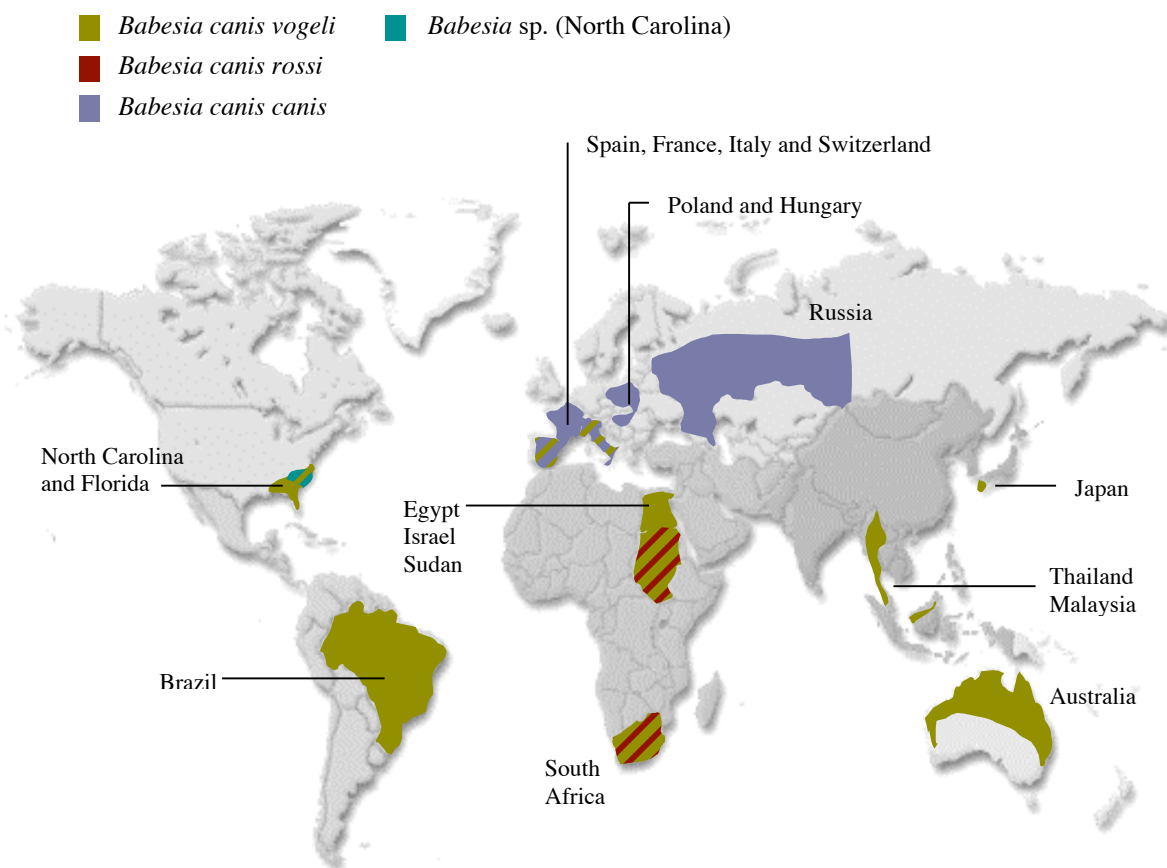 Babesia canis vogeli
Babesia sp. (North Carolina)
Babesia canis rossi
Babesia canis canis
Spain, France, Italy and Switzerland
Poland and Hungary
Russia
North Carolina
and Florida
Egypt
Israel
Sudan
Japan
Thailand
Malaysia
Brazil
Australia
South
Africa